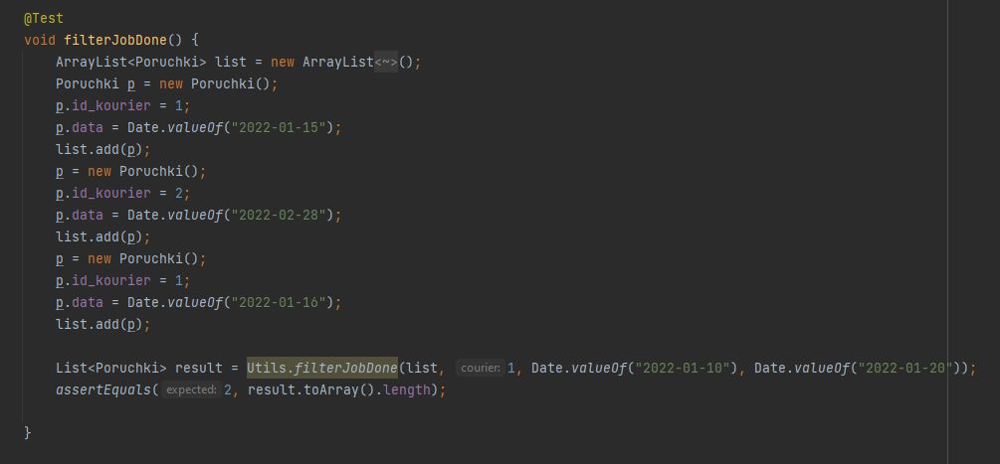 @Test
void filterJobDone() {
    ArrayList<Poruchki> list = new ArrayList<~>();
    Poruchki p = new Poruchki();
    p.id_kourier = 1;
    p.data = Date.valueOf("2022-01-15");
    list.add(p);
    p = new Poruchki();
    p.id_kourier = 2;
    p.data = Date.valueOf("2022-02-28");
    list.add(p);
    p = new Poruchki();
    p.id_kourier = 1;
    p.data = Date.valueOf("2022-01-16");
    list.add(p);
    List<Poruchki> result = Utils.filterJobDone(list, courier: 1, Date.valueOf("2022-01-10"), Date.valueOf("2022-01-20"));
    assertEquals( expected: 2, result.toArray().length);
}